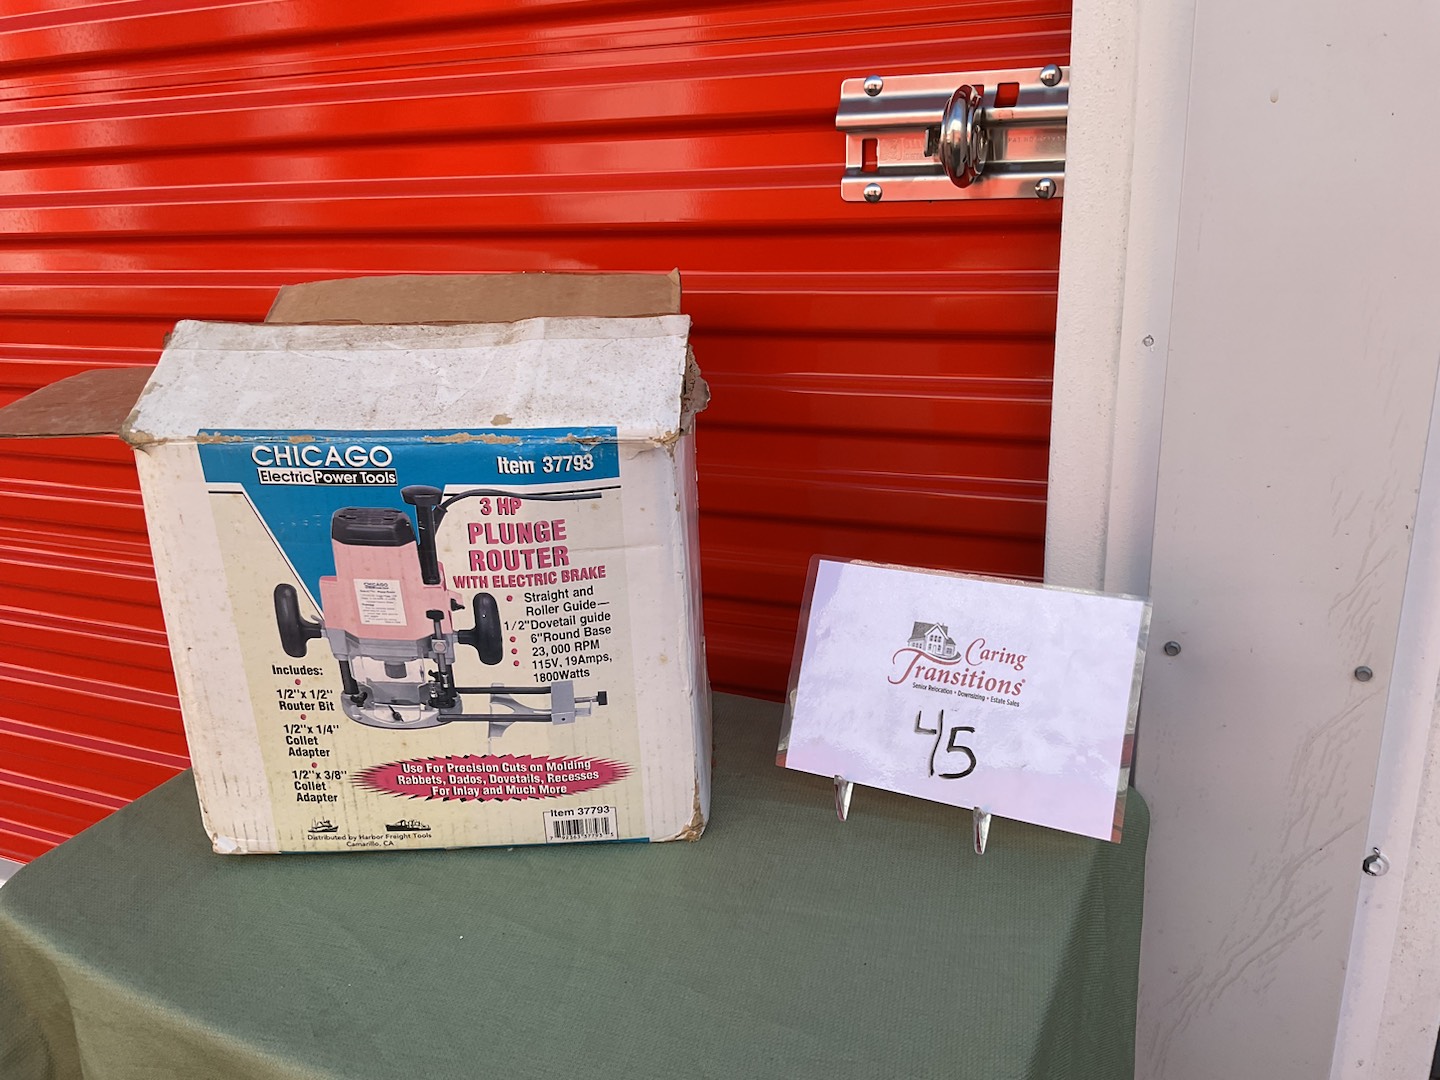 CHICAGO
Electric Power Tools
Item 37793
3 HP
PLUNGE
ROUTER
WITH ELECTRIC BRAKE
• Straight and
Roller Guide—
• 1/2"Dovetail guide
• 6"Round Base
• 23,000 RPM
• 115V, 19Amps,
1800Watts
CHICAGO
Includes:
• 1/2"x 1/2"
Router Bit
• 1/2"x 1/4"
Collet
Adapter
• 1/2"x 3/8"
Collet
Adapter
Use For Precision Cuts on Molding
Rabbets, Dados, Dovetails, Recesses
For Inlay and Much More
Item 37793
Distributed by Harbor Freight Tools
Camarillo, CA
Caring
Transitions®
Senior Relocation • Downsizing • Estate Sales
45